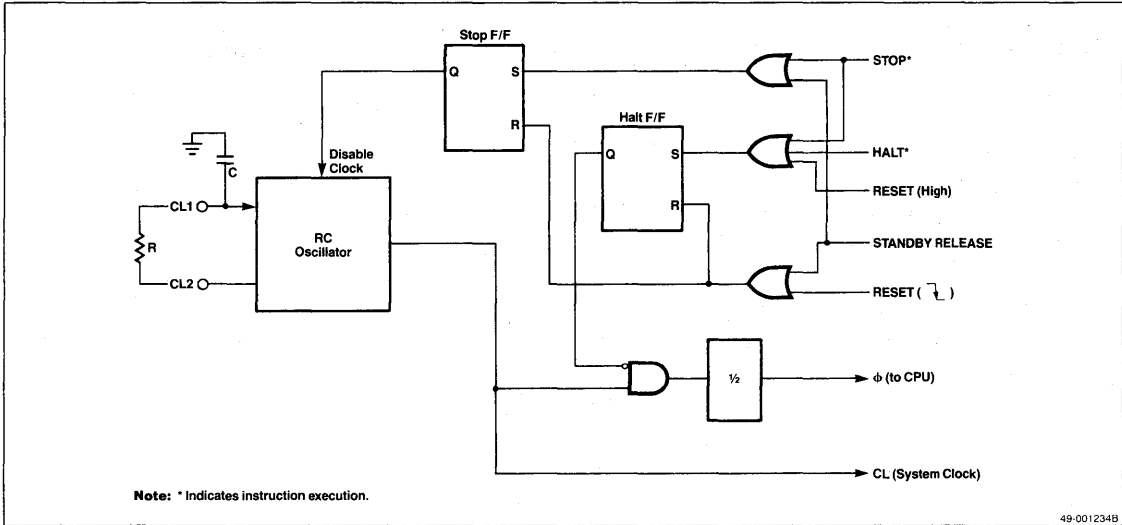 Stop F/F
Q
S
R
STOP*
Halt F/F
Q
S
R
HALT*
RESET (High)
STANDBY RELEASE
RESET ( )
Disable
Clock
C
CL1
R
CL2
RC
Oscillator
½
ϕ (to CPU)
CL (System Clock)
Note: * Indicates instruction execution.
49-001234B